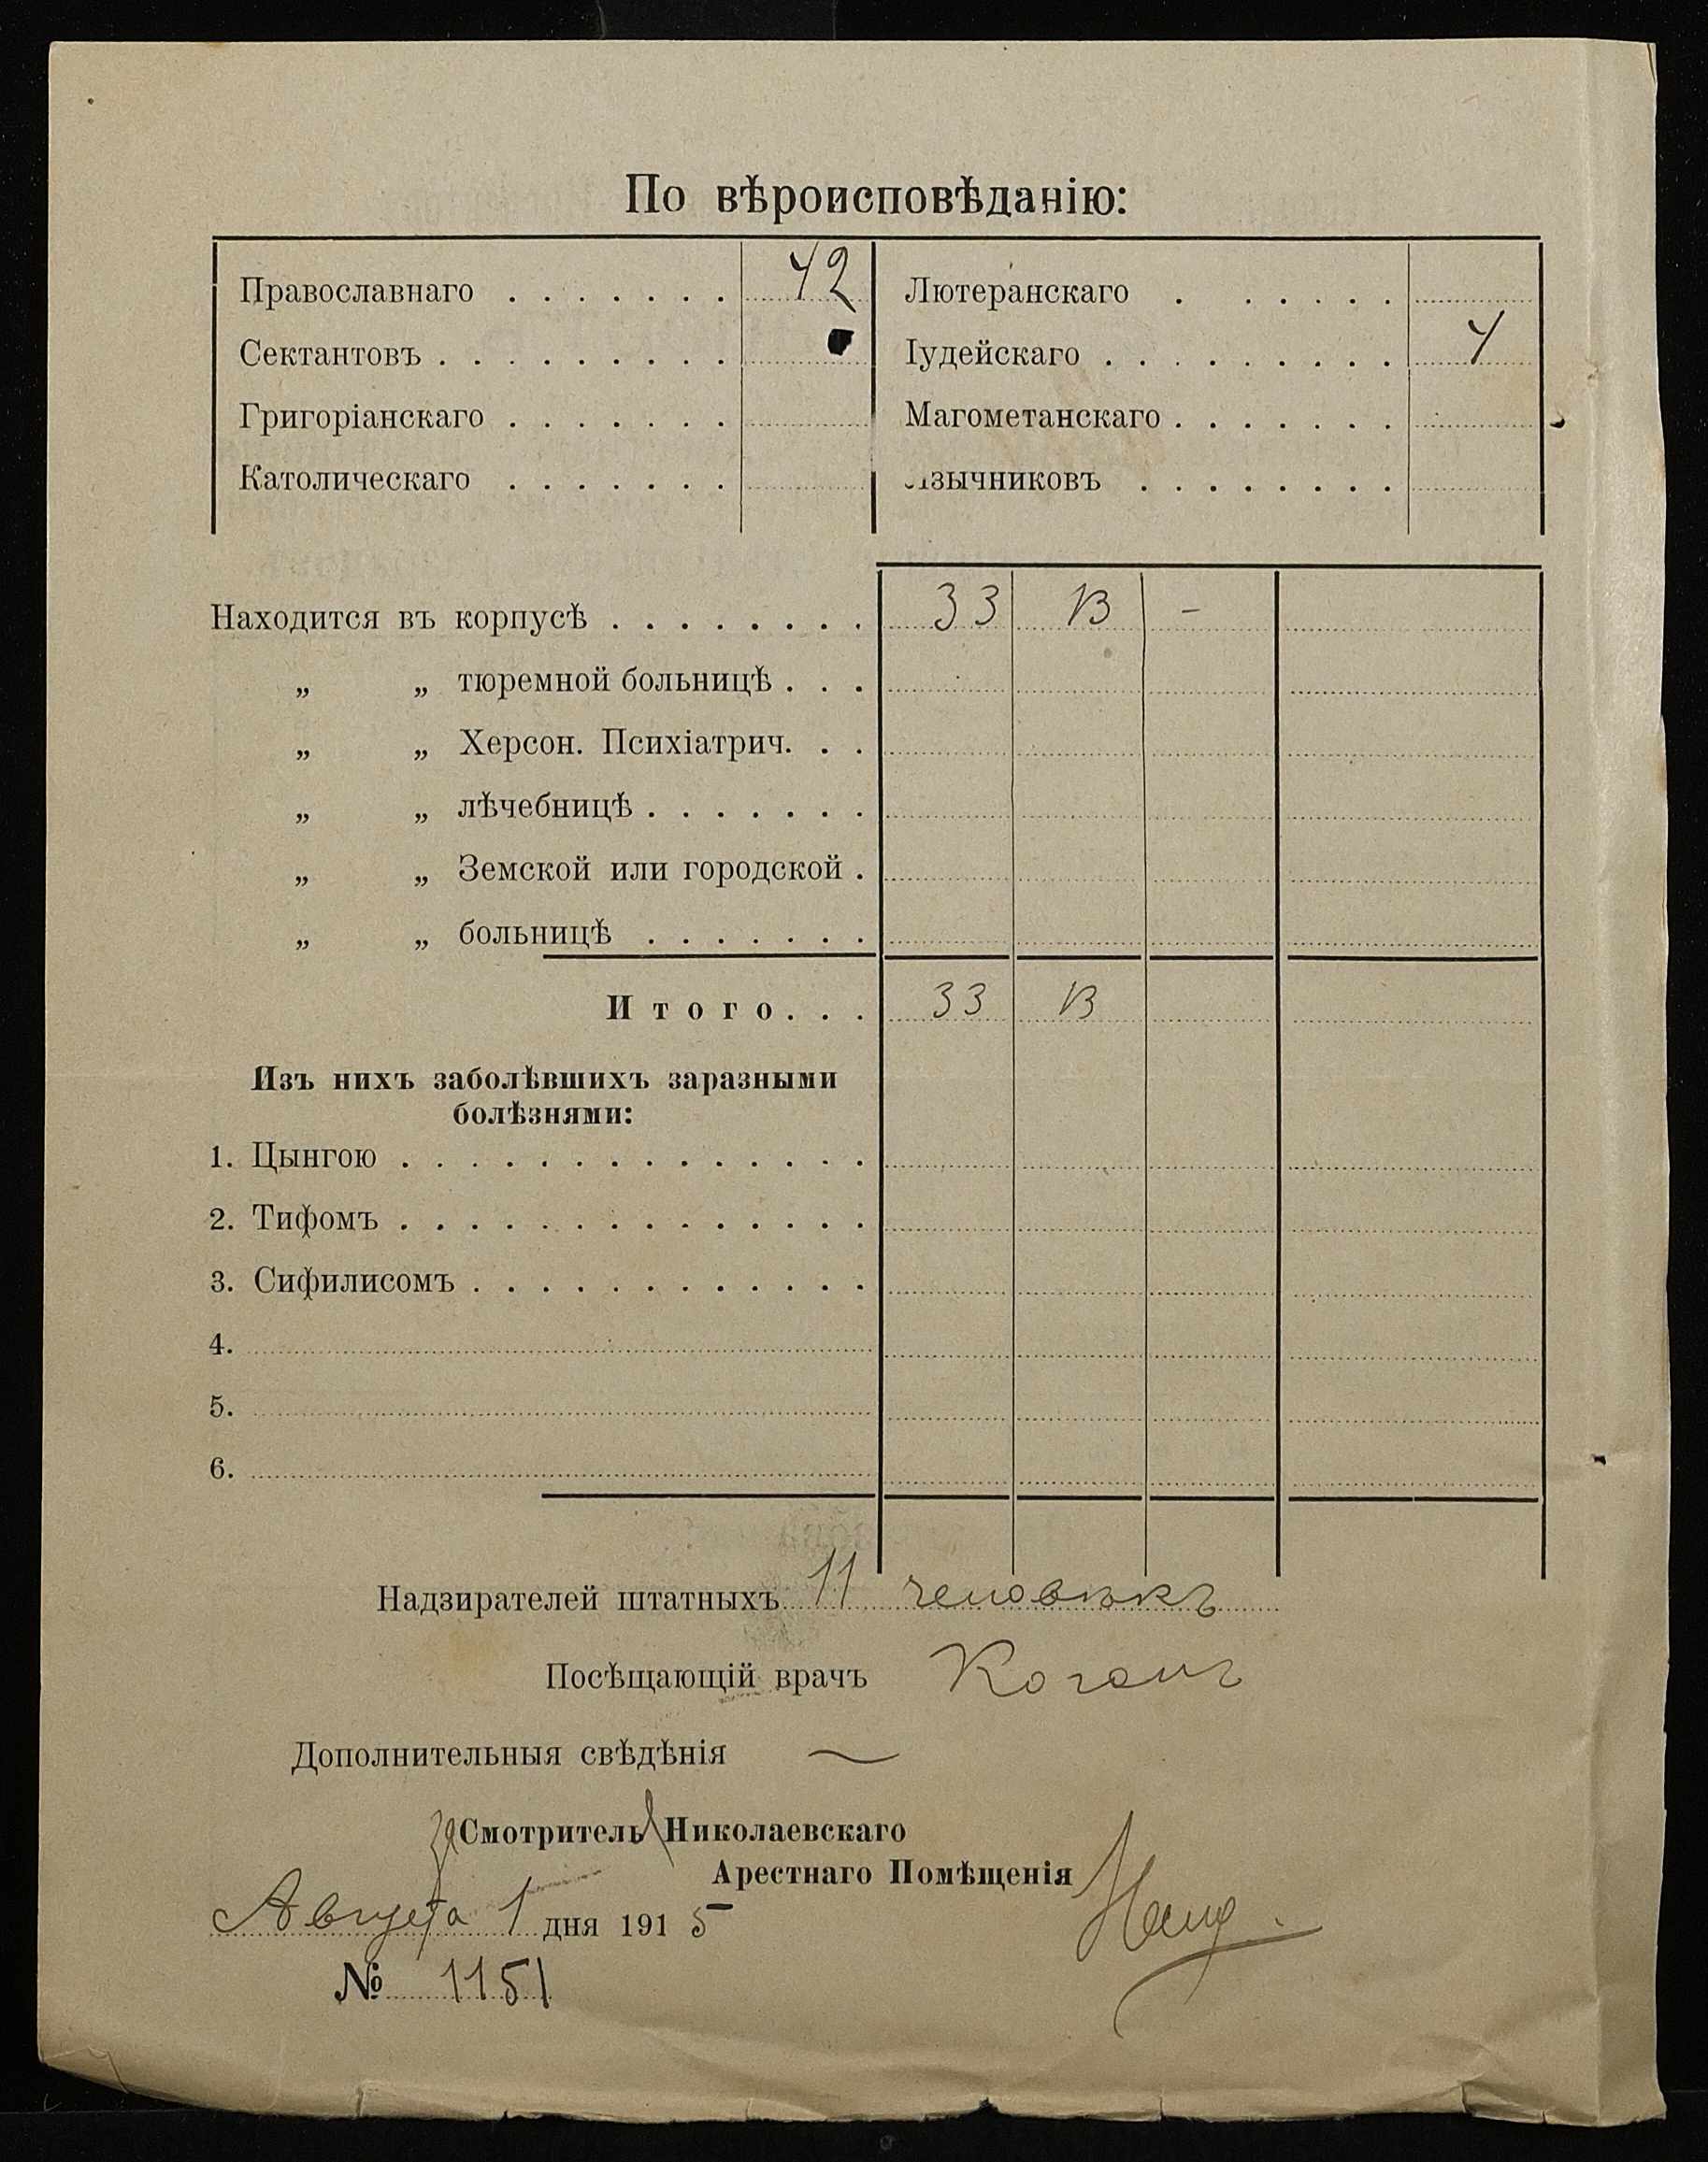 По вѣроисповѣданію:
Православнаго . . . . . . . 42
Лютеранскаго . . . . . .
Сектантовъ . . . . . . . . .
Іудейскаго . . . . . . . . . 4
Григоріанскаго . . . . . . .
Магометанскаго . . . . . . .
Католическаго . . . . . . .
Язычниковъ . . . . . . . .
Находится въ корпусѣ . . . . . . . . 33 13 -
„ „ тюремной больницѣ . . .
„ „ Херсон. Психіатрич. . .
„ „ лѣчебницѣ . . . . . . .
„ „ Земской или городской .
„ „ больницѣ . . . . . . .
Итого. . . 33 13
Изъ нихъ заболѣвшихъ заразными
болѣзнями:
1. Цынгою . . . . . . . . . . . . . .
2. Тифомъ . . . . . . . . . . . . . .
3. Сифилисомъ . . . . . . . . . . . .
4.
5.
6.
Надзирателей штатныхъ 11 человѣкъ
Посѣщающій врачъ Коганъ
Дополнительныя свѣдѣнія —
За Смотрителя Николаевскаго
Арестнаго Помѣщенія
Августа 1 дня 1915
№ 1151